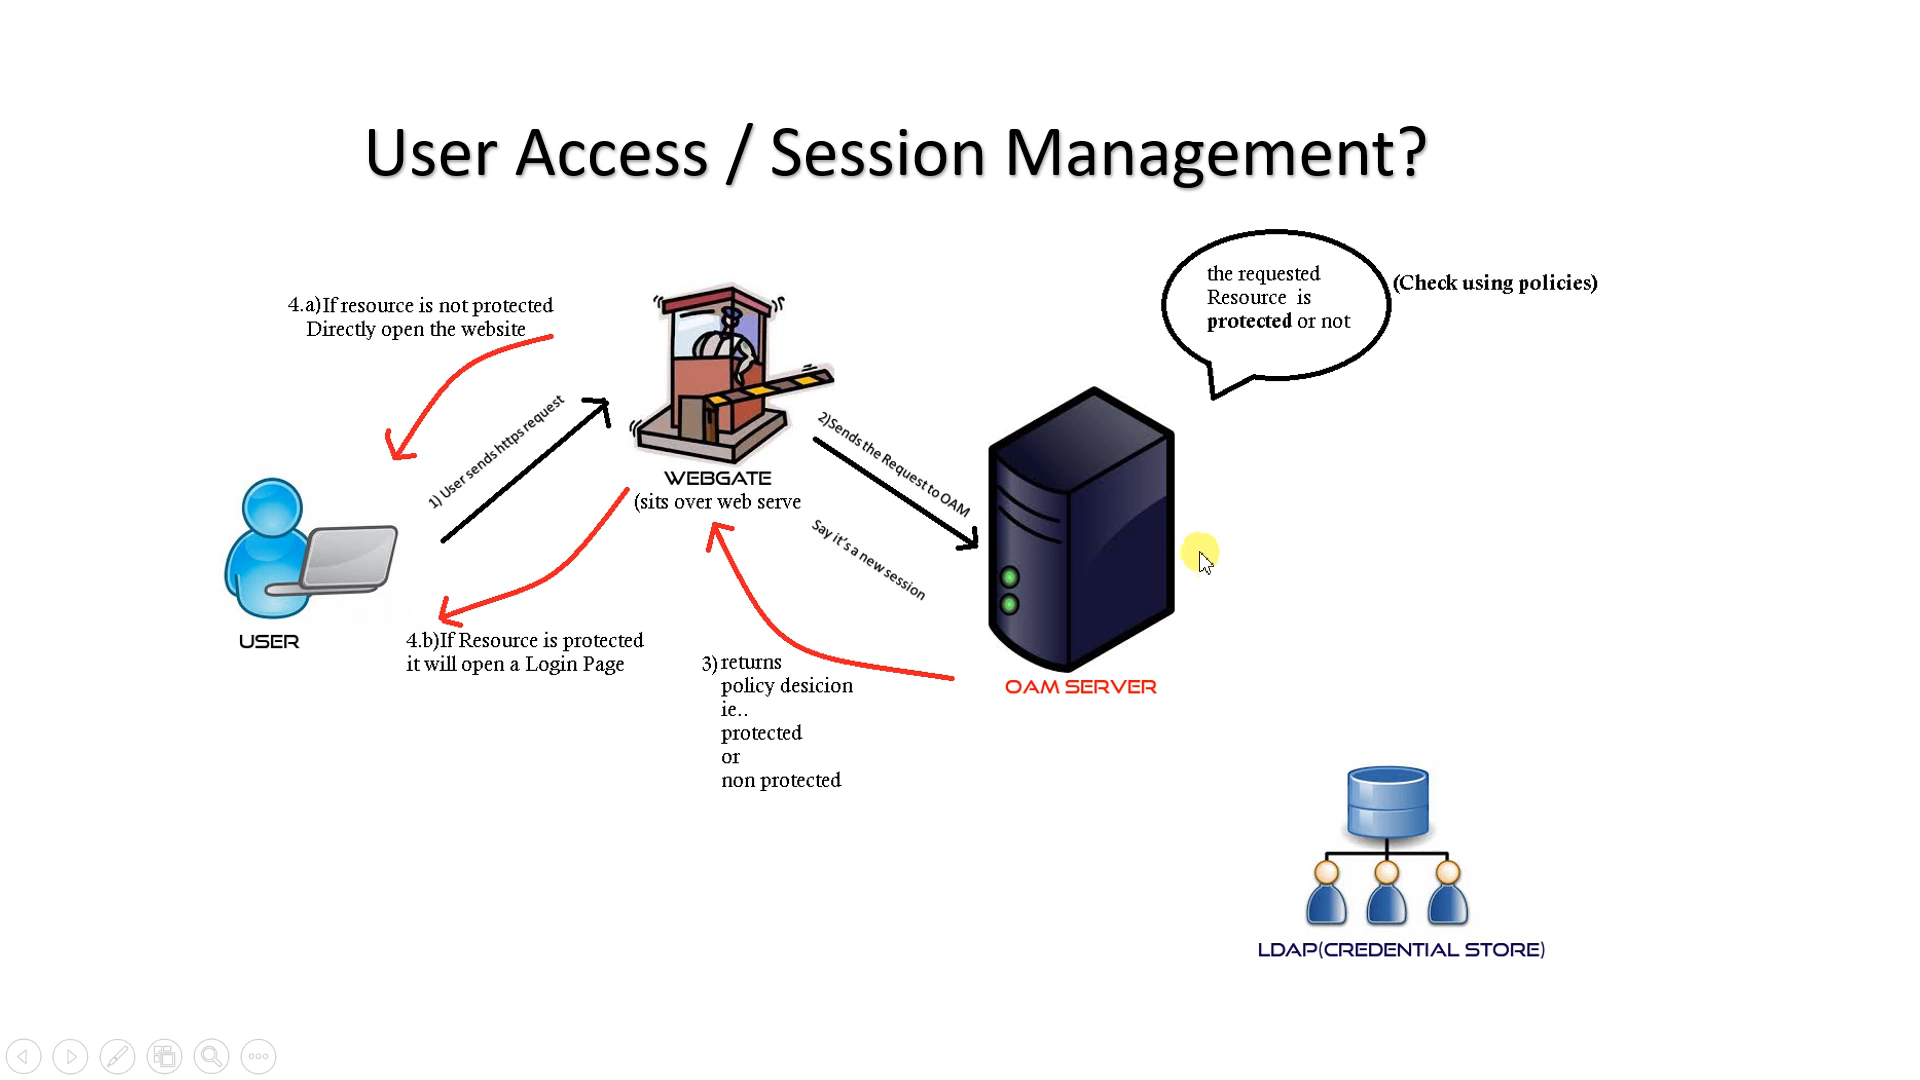 User Access / Session Management?
the requested
Resource is
protected or not
(Check using policies)
4.a)If resource is not protected
Directly open the website
1) User sends https request
2)Sends the Request to OAM
WEBGATE
(sits over web serve
Say it's a new session
USER
4.b)If Resource is protected
it will open a Login Page
3) returns
policy desicion
ie..
protected
or
non protected
OAM SERVER
LDAP(CREDENTIAL STORE)